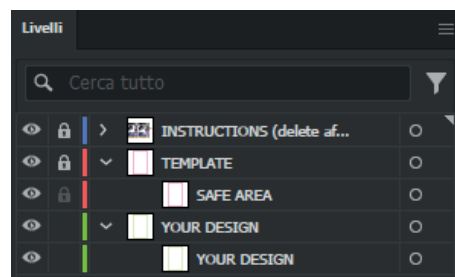 Livelli
Cerca tutto
INSTRUCTIONS (delete af...
TEMPLATE
SAFE AREA
YOUR DESIGN
YOUR DESIGN